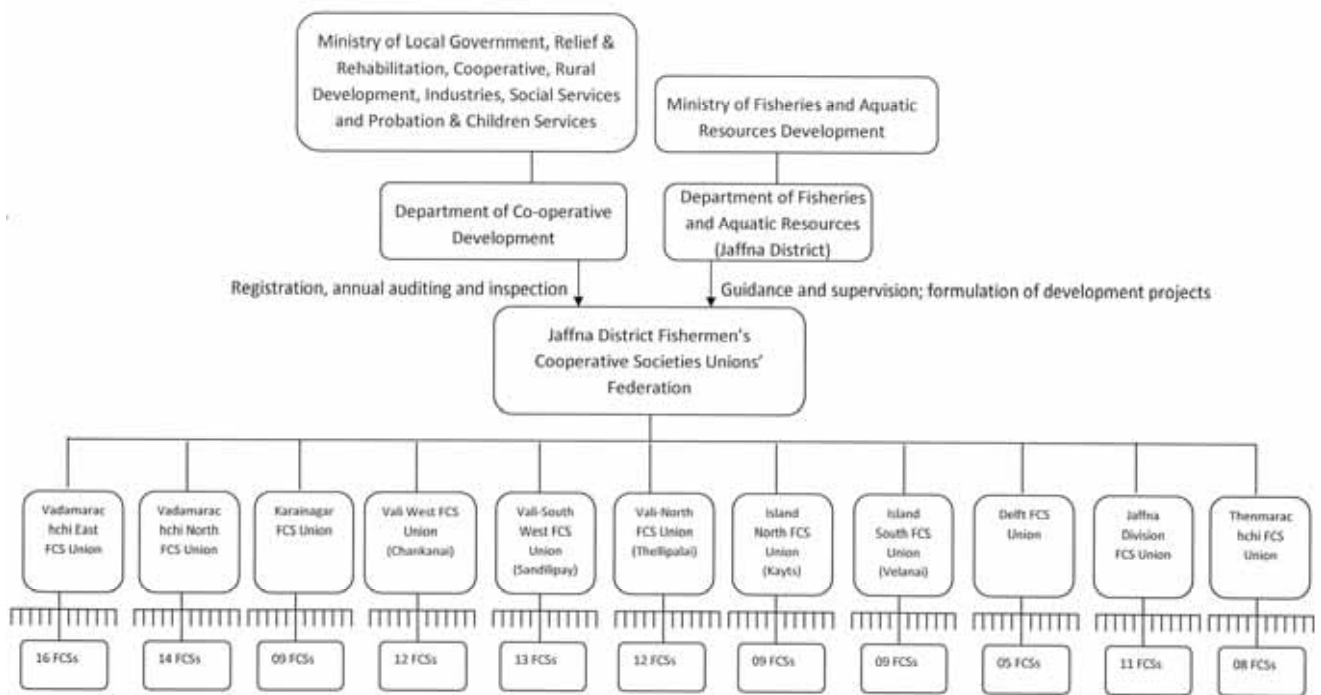 Ministry of Local Government, Relief &
Rehabilitation, Cooperative, Rural
Development, Industries, Social Services
and Probation & Children Services
Ministry of Fisheries and Aquatic
Resources Development
Department of Co-operative
Development
Department of Fisheries
and Aquatic Resources
(Jaffna District)
Registration, annual auditing and inspection
Guidance and supervision; formulation of development projects
Jaffna District Fishermen's
Cooperative Societies Unions'
Federation
Vadamarac
hchi East
FCS Union
Vadamarac
hchi North
FCS Union
Karainagar
FCS Union
Vali West FCS
Union
(Chankanai)
Vali-South
West FCS
Union
(Sandilipay)
Vali-North
FCS Union
(Thellipalai)
Island
North FCS
Union
(Kayts)
Island
South FCS
Union
(Velanai)
Delft FCS
Union
Jaffna
Division
FCS Union
Thenmarac
hchi FCS
Union
16 FCSs
14 FCSs
09 FCSs
12 FCSs
13 FCSs
12 FCSs
09 FCSs
09 FCSs
05 FCSs
11 FCSs
08 FCSs